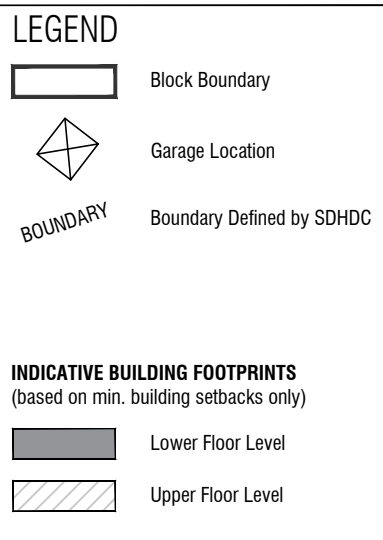 LEGEND
Block Boundary
Garage Location
BOUNDARY Boundary Defined by SDHDC
INDICATIVE BUILDING FOOTPRINTS
(based on min. building setbacks only)
Lower Floor Level
Upper Floor Level